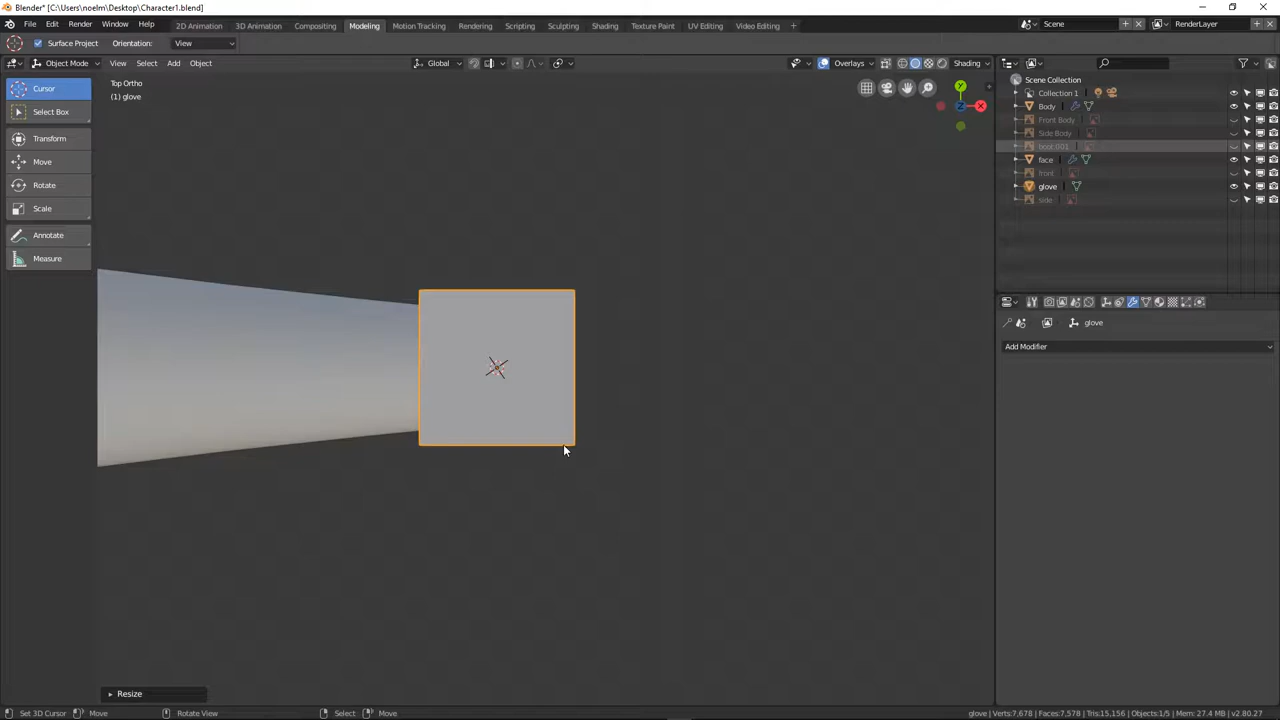 Blender* [C:\Users\noelm\Desktop\Character1.blend]
File Edit Render Window Help 2D Animation 3D Animation Compositing Modeling Motion Tracking Rendering Scripting Sculpting Shading Texture Paint UV Editing Video Editing + Scene RenderLayer
Surface Project Orientation: View
Object Mode View Select Add Object Global Overlays Shading
Top Ortho
(1) glove
Cursor
Select Box
Transform
Move
Rotate
Scale
Annotate
Measure
Y
Z
X
Scene Collection
Collection 1
Body
Front Body
Side Body
boot.001
face
front
glove
side
glove
Add Modifier
Resize
Set 3D Cursor Move Rotate View Select Move glove | Verts:7,678 | Faces:7,578 | Tris:15,156 | Objects:1/5 | Mem: 27.4 MB | v2.80.27